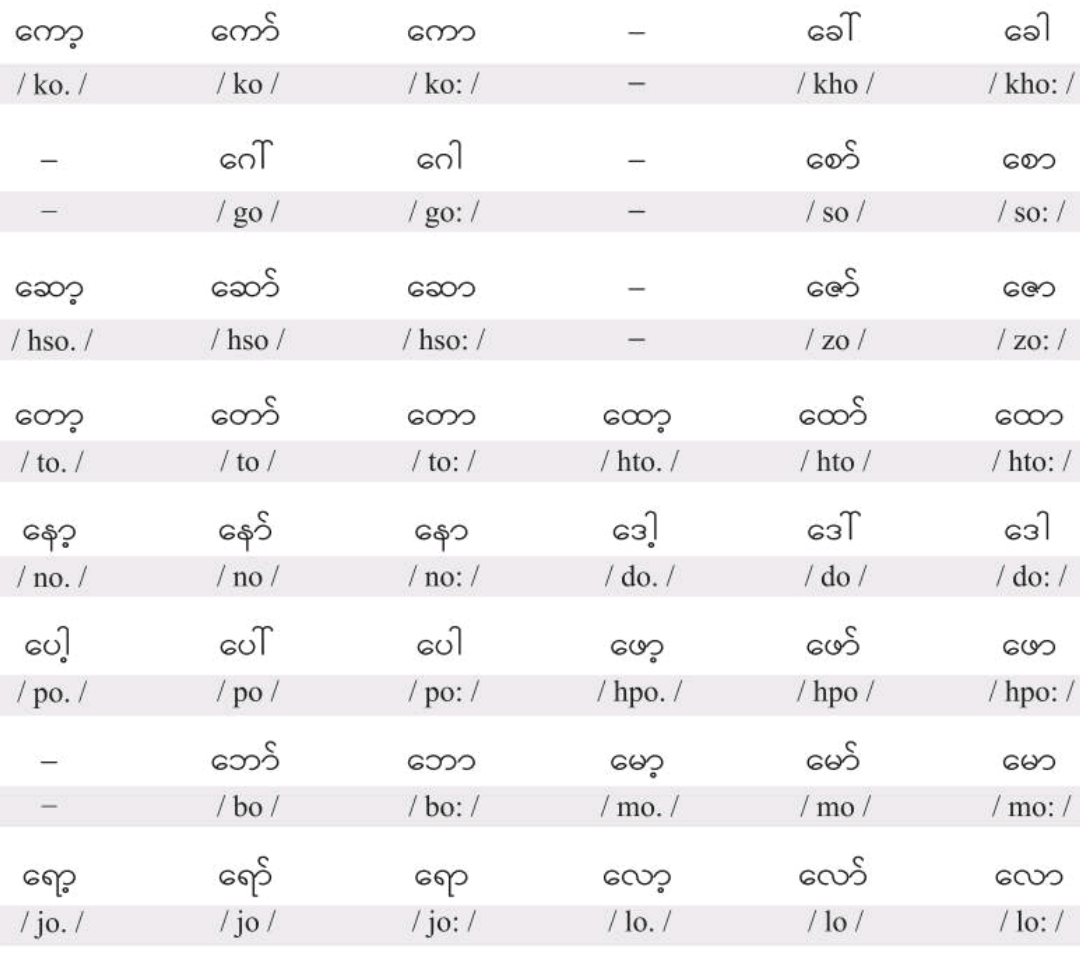 ကော့ ကော် ကော – ခေါ် ခေါ
/ ko. / / ko / / ko: / – / kho / / kho: /
– ဂေါ် ဂေါ – စော် စော
– / go / / go: / – / so / / so: /
ဆော့ ဆော် ဆော – ဇော် ဇော
/ hso. / / hso / / hso: / – / zo / / zo: /
တော့ တော် တော ထော့ ထော် ထော
/ to. / / to / / to: / / hto. / / hto / / hto: /
နော့ နော် နော ဒေါ့ ဒေါ် ဒေါ
/ no. / / no / / no: / / do. / / do / / do: /
ပေါ့ ပေါ် ပေါ ဖော့ ဖော် ဖော
/ po. / / po / / po: / / hpo. / / hpo / / hpo: /
– ဘော် ဘော မော့ မော် မော
– / bo / / bo: / / mo. / / mo / / mo: /
ရော့ ရော် ရော လော့ လော် လော
/ jo. / / jo / / jo: / / lo. / / lo / / lo: /